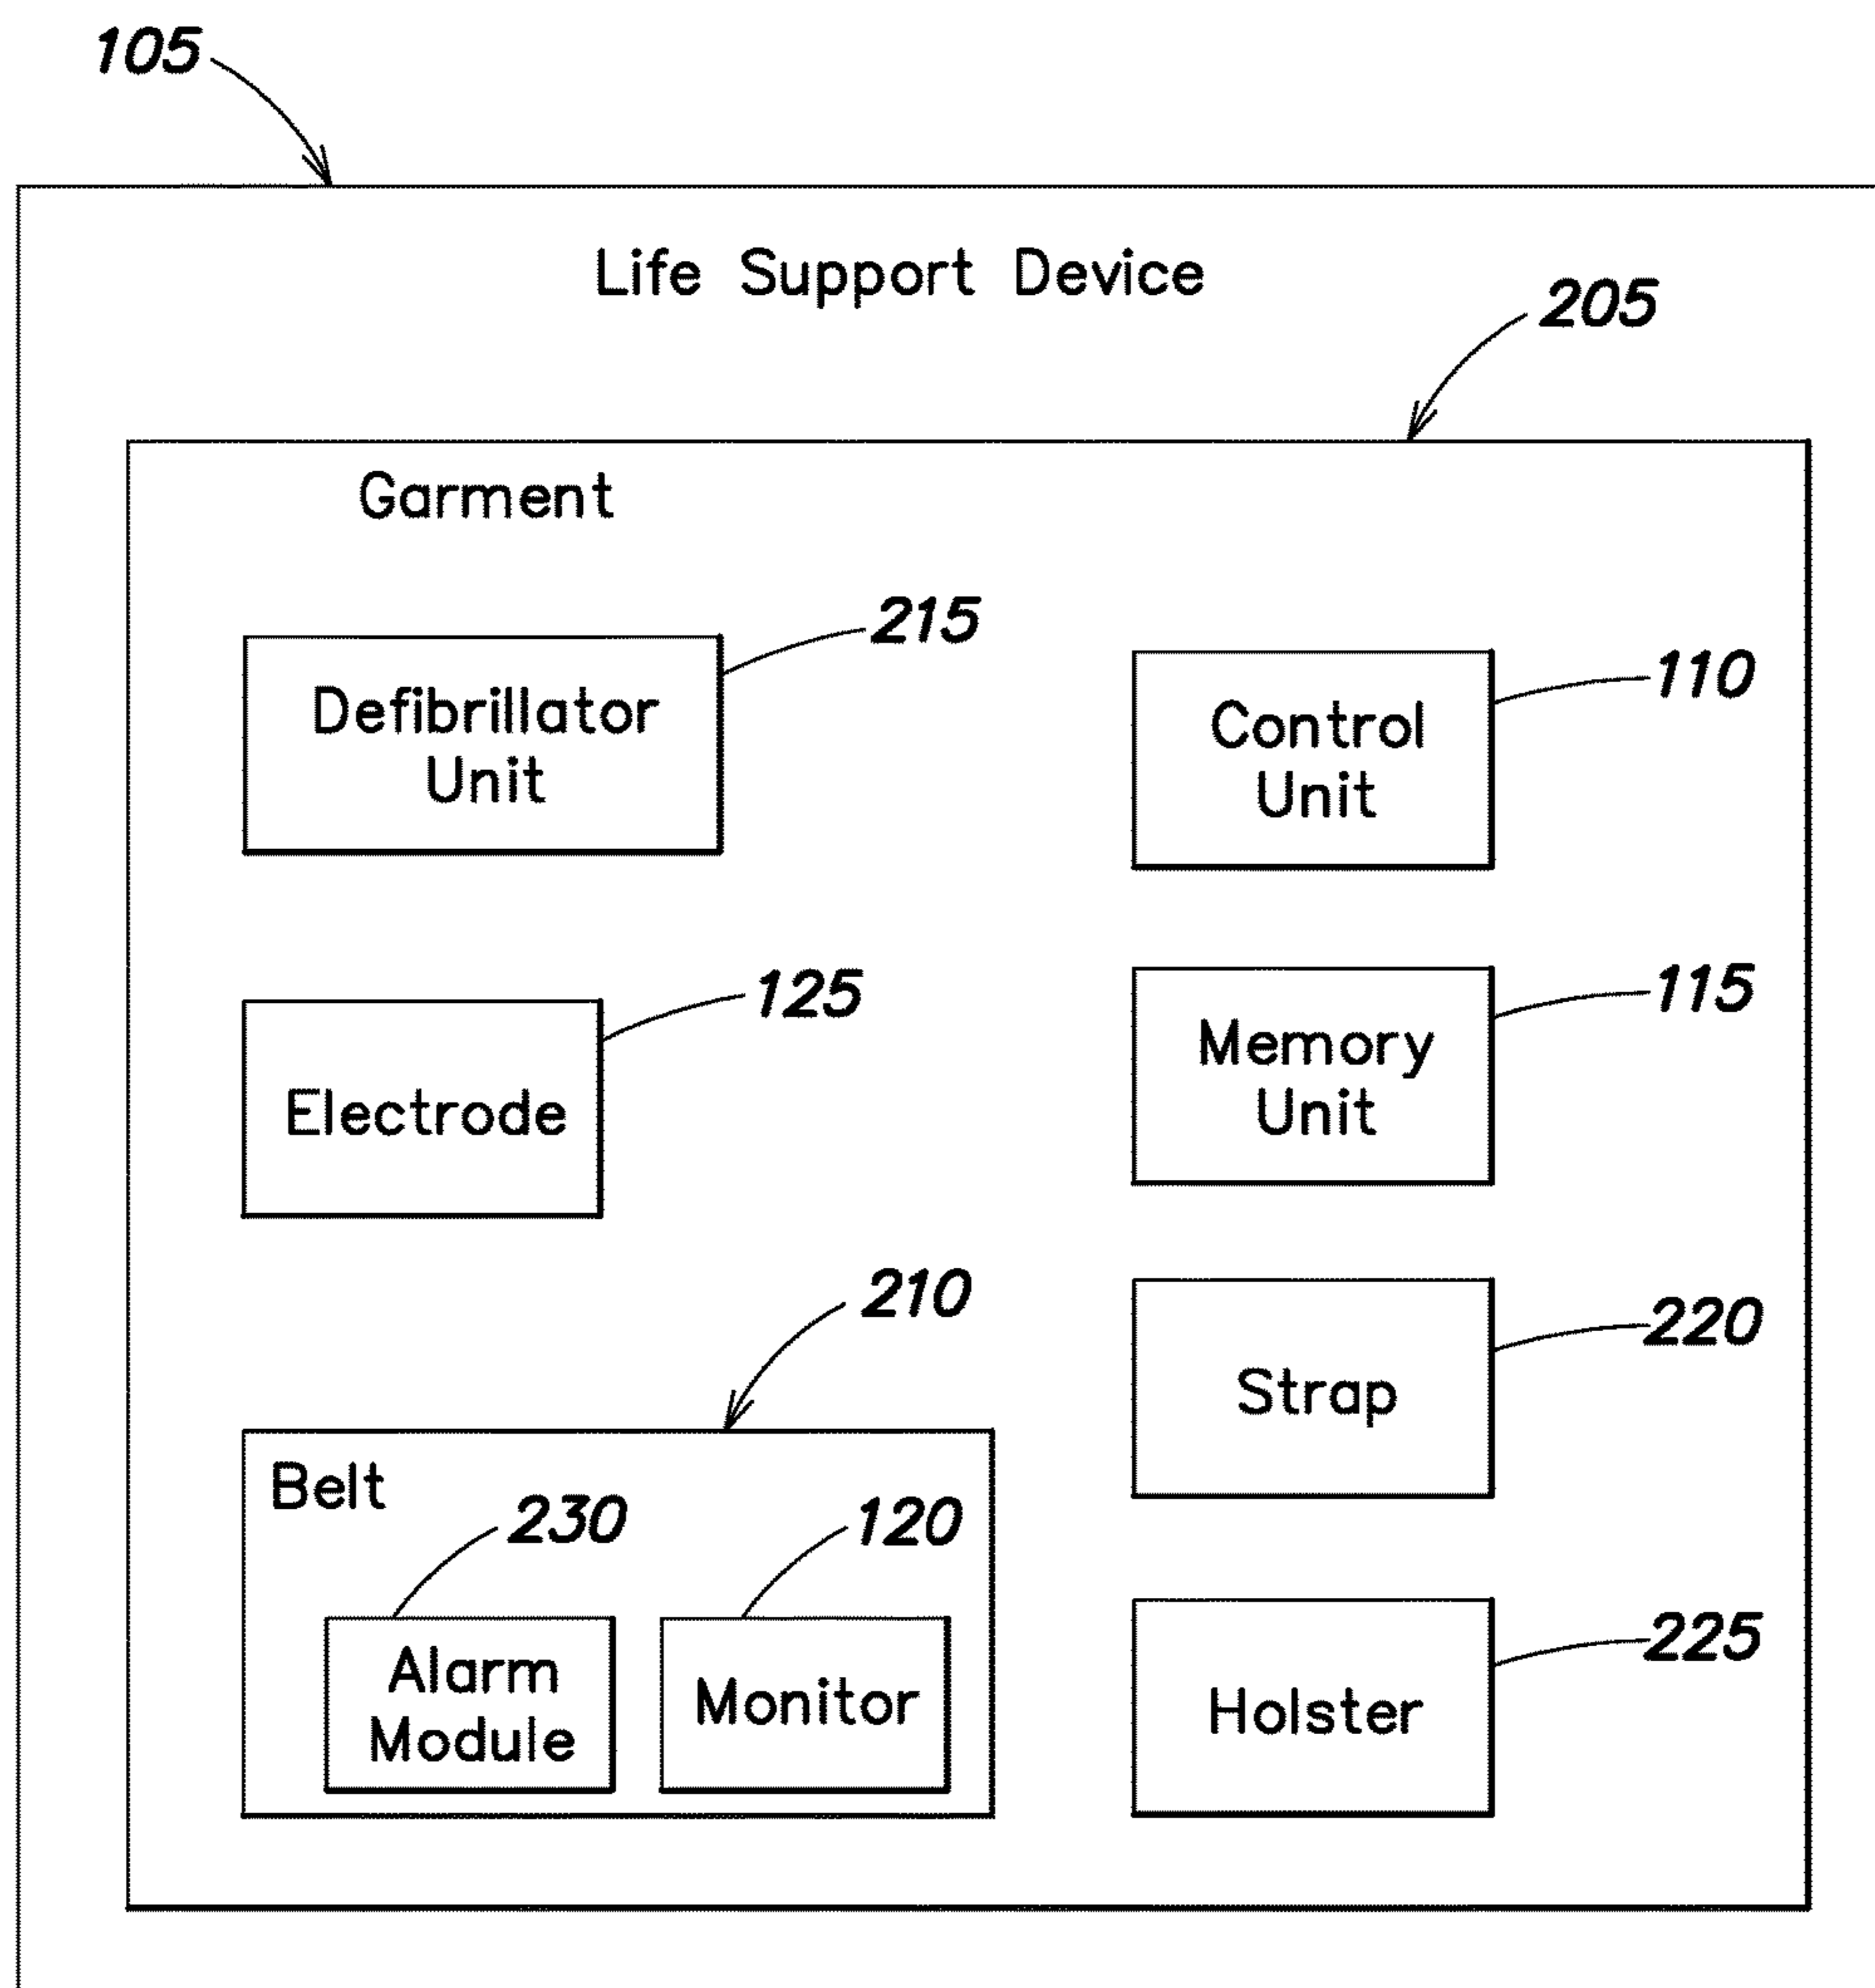 105
Life Support Device
205
Garment
215
Defibrillator
Unit
110
Control
Unit
125
Electrode
115
Memory
Unit
210
Belt
230
Alarm
Module
120
Monitor
220
Strap
225
Holster